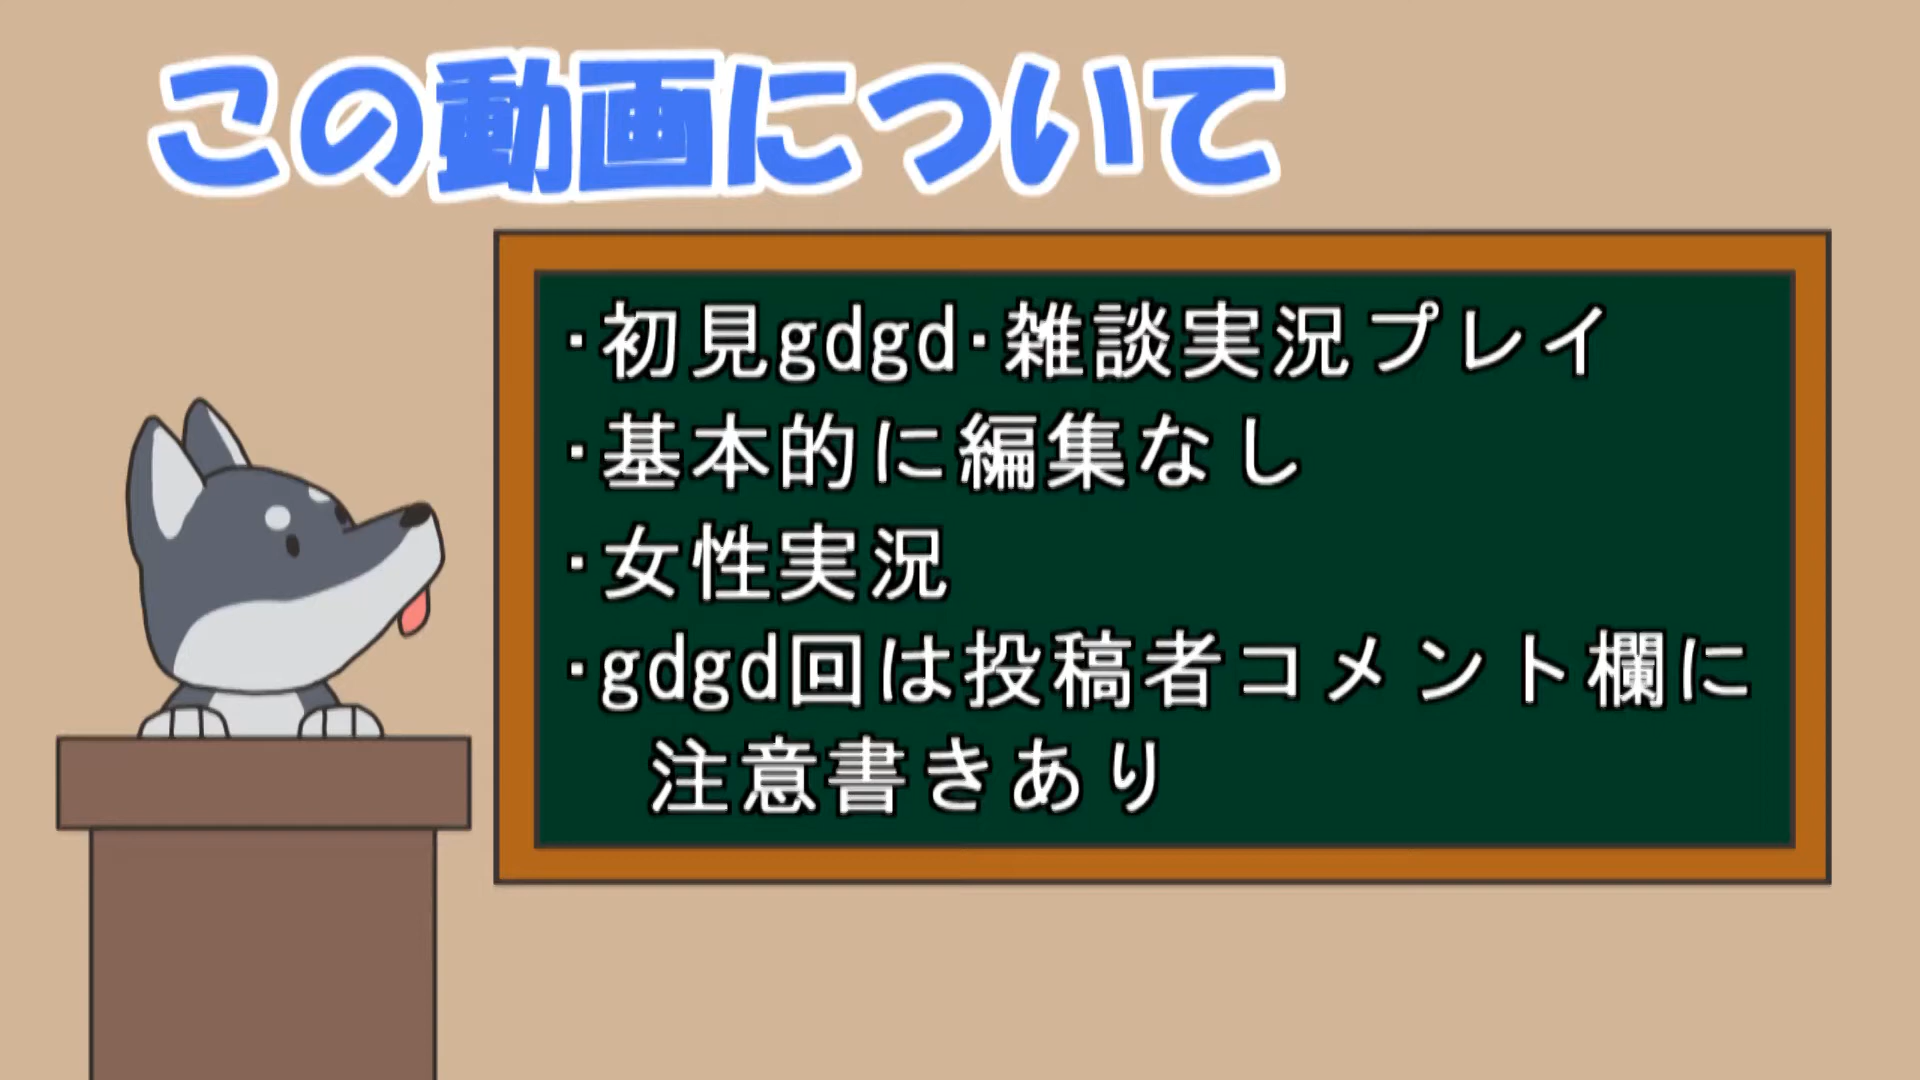 この動画について
・初見gdgd・雑談実況プレイ
・基本的に編集なし
・女性実況
・gdgd回は投稿者コメント欄に
注意書きあり